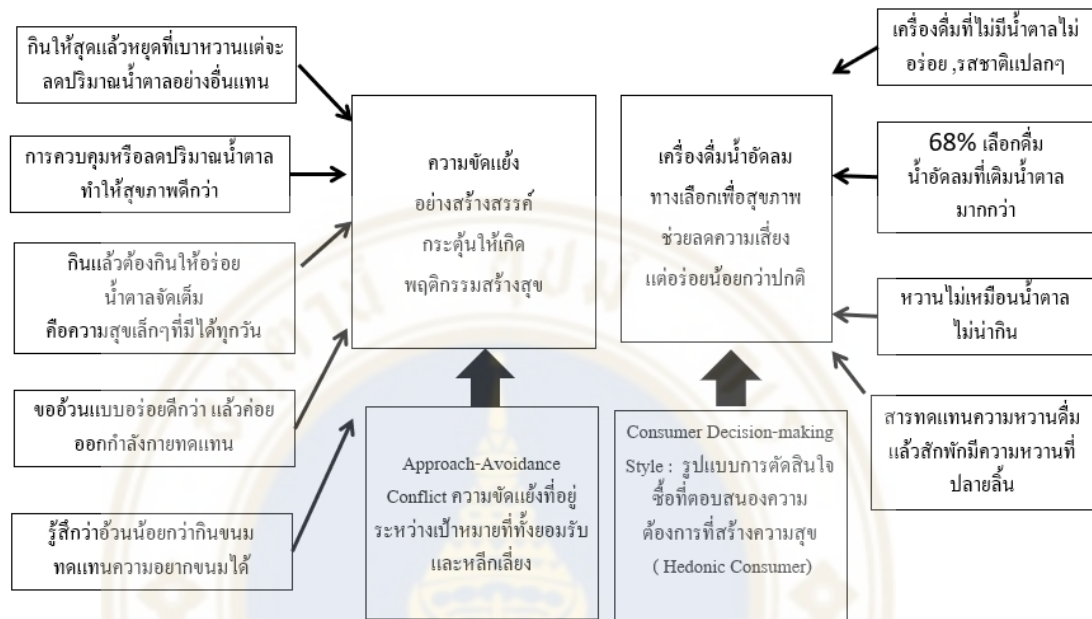 กินให้สุดแล้วหยุดที่เบาหวานแต่จะ
ลดปริมาณน้ำตาลอย่างอื่นแทน
การควบคุมหรือลดปริมาณน้ำตาล
ทำให้สุขภาพดีกว่า
กินแล้วต้องกินให้อร่อย
น้ำตาลจัดเต็ม
คือความสุขเล็กๆที่มีได้ทุกวัน
ขออ้วนแบบอร่อยดีกว่า แล้วค่อย
ออกกำลังกายทดแทน
รู้สึกว่าอ้วนน้อยกว่ากินขนม
ทดแทนความอยากขนมได้
ความขัดแย้ง
อย่างสร้างสรรค์
กระตุ้นให้เกิด
พฤติกรรมสร้างสุข
Approach-Avoidance
Conflict ความขัดแย้งที่อยู่
ระหว่างเป้าหมายที่ทั้งยอมรับ
และหลีกเลี่ยง
เครื่องดื่มน้ำอัดลม
ทางเลือกเพื่อสุขภาพ
ช่วยลดความเสี่ยง
แต่อร่อยน้อยกว่าปกติ
Consumer Decision-making
Style : รูปแบบการตัดสินใจ
ซื้อที่ตอบสนองความ
ต้องการที่สร้างความสุข
( Hedonic Consumer)
เครื่องดื่มที่ไม่มีน้ำตาลไม่
อร่อย ,รสชาติแปลกๆ
68% เลือกดื่ม
น้ำอัดลมที่เติมน้ำตาล
มากกว่า
หวานไม่เหมือนน้ำตาล
ไม่น่ากิน
สารทดแทนความหวานดื่ม
แล้วสักพักมีความหวานที่
ปลายลิ้น